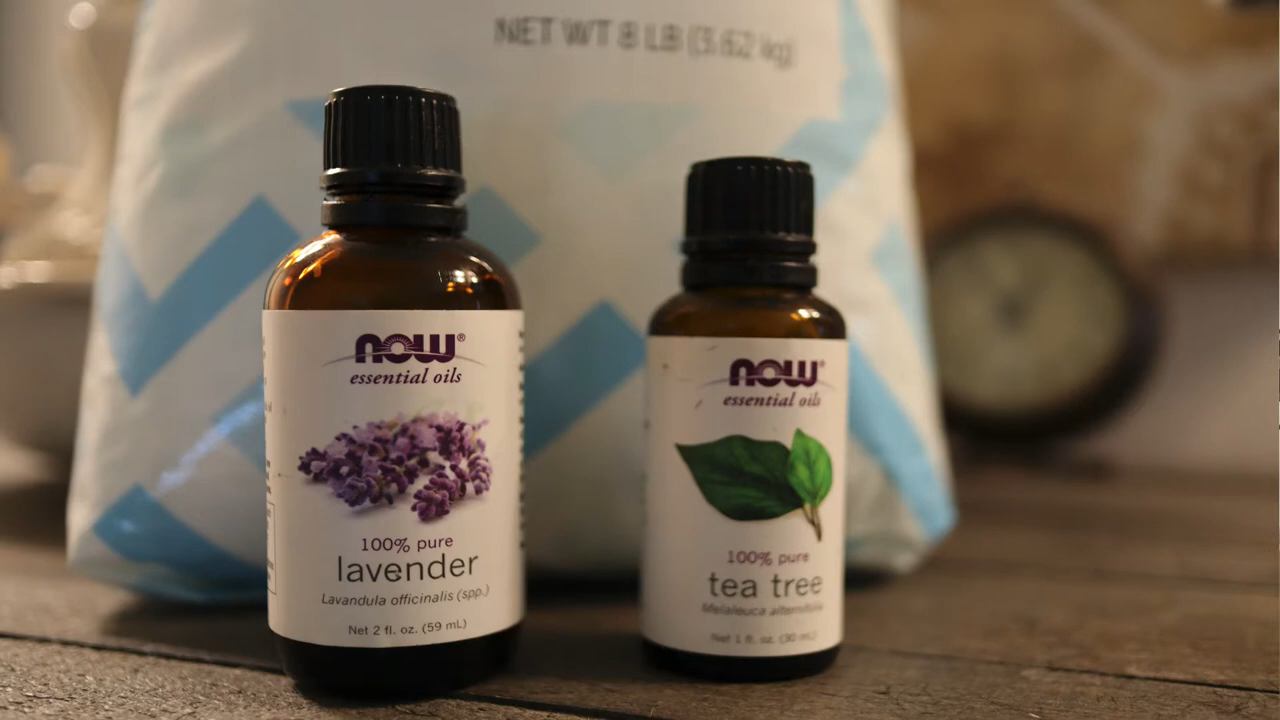 NET WT 8 LB (3.62 kg)
now®
essential oils
100% pure
lavender
Lavandula officinalis (spp.)
Net 2 fl. oz. (59 mL)
now®
essential oils
100% pure
tea tree
Melaleuca alternifolia
Net 1 fl. oz. (30 mL)